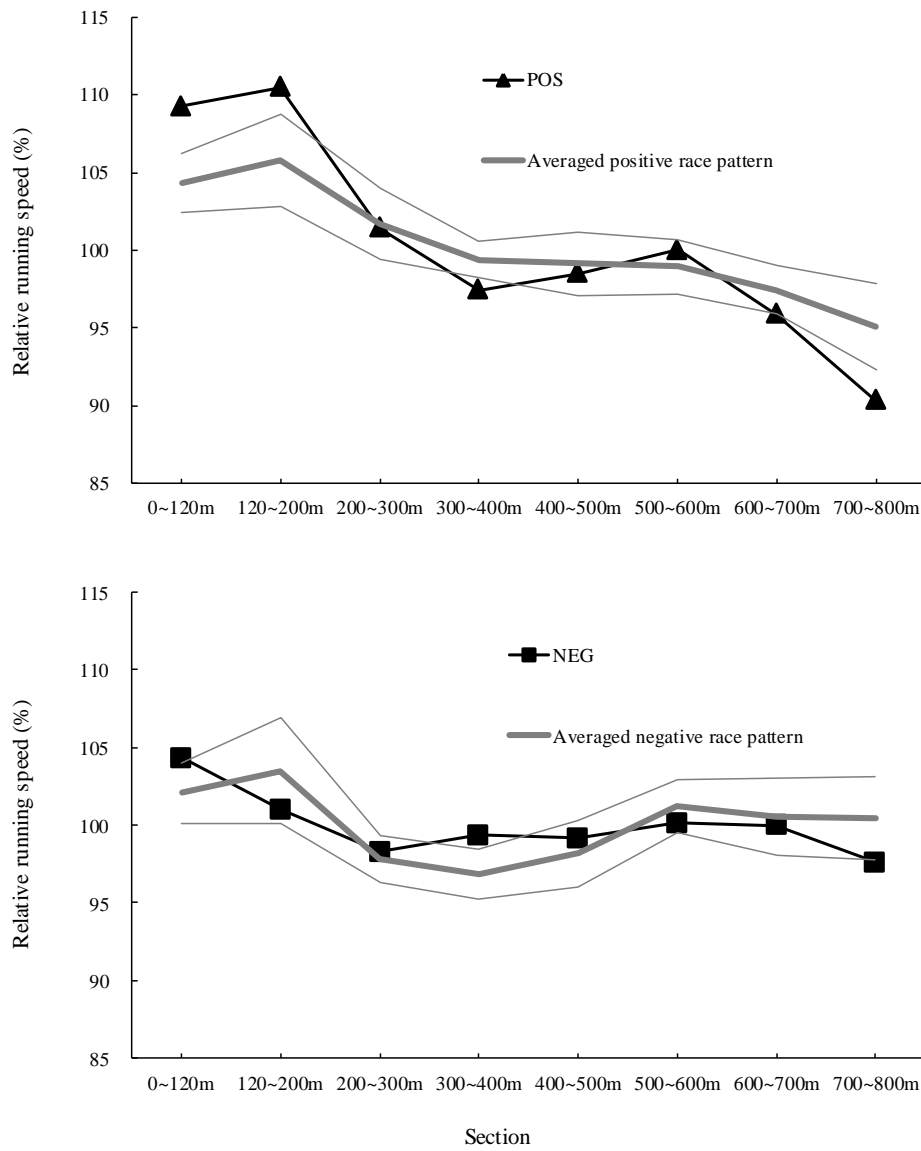 115
110
105
100
95
90
85
Relative running speed (%)
POS
Averaged positive race pattern
0~120m 120~200m 200~300m 300~400m 400~500m 500~600m 600~700m 700~800m
115
110
105
100
95
90
85
Relative running speed (%)
NEG
Averaged negative race pattern
0~120m 120~200m 200~300m 300~400m 400~500m 500~600m 600~700m 700~800m
Section